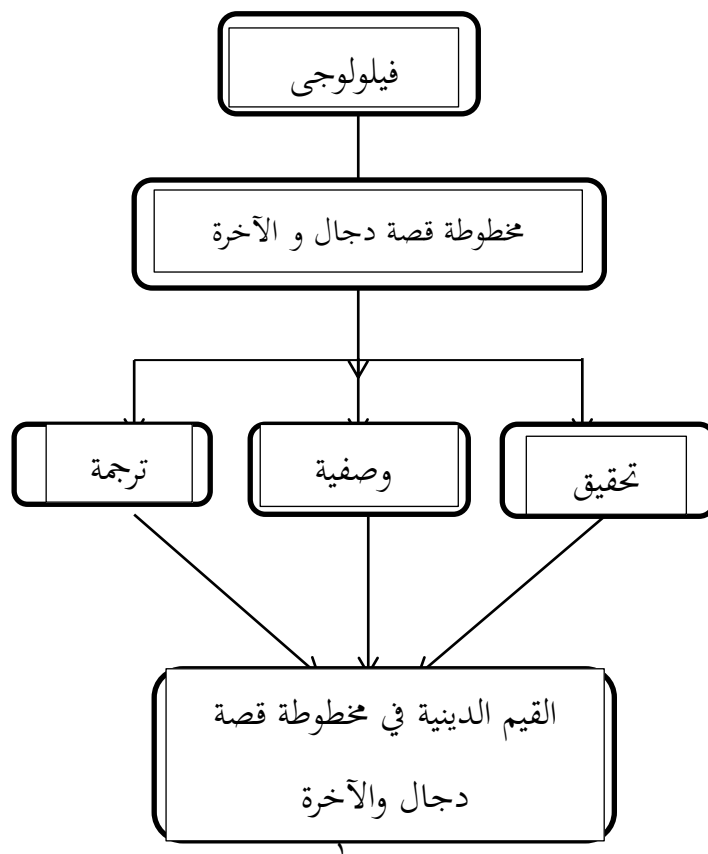 فيلولوجى
مخطوطة قصة دجال و الآخرة
تحقيق
وصفية
ترجمة
القيم الدينية في مخطوطة قصة
دجال والآخرة